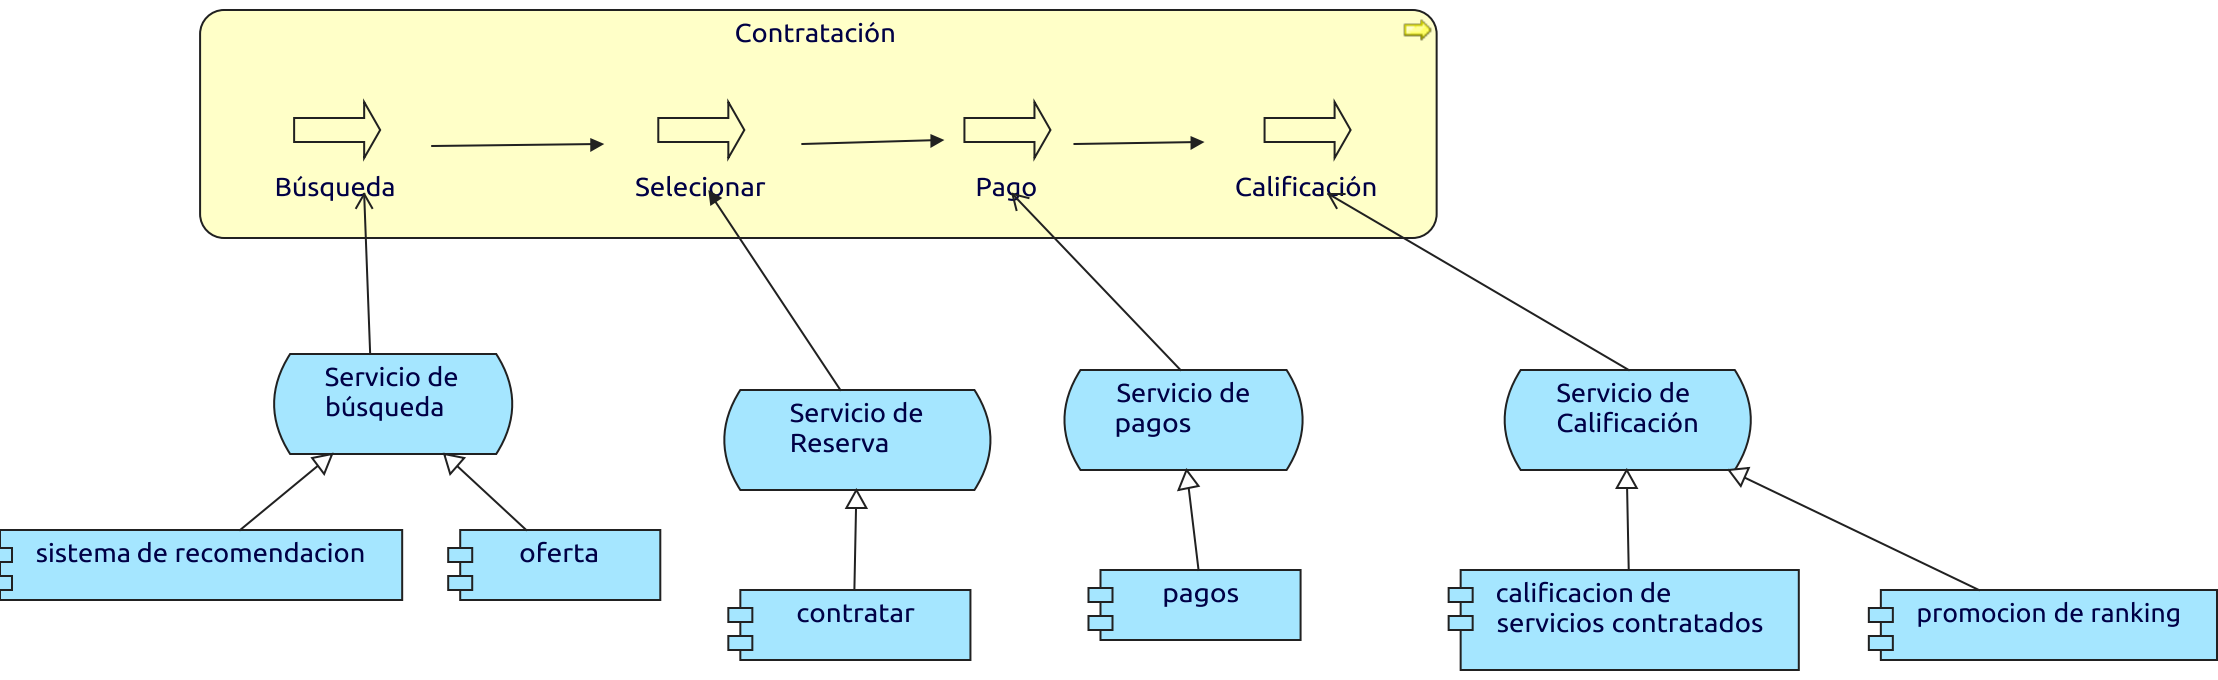 Contratación
Búsqueda
Selecionar
Pago
Calificación
Servicio de
búsqueda
Servicio de
Reserva
Servicio de
pagos
Servicio de
Calificación
sistema de recomendacion
oferta
contratar
pagos
calificacion de
servicios contratados
promocion de ranking